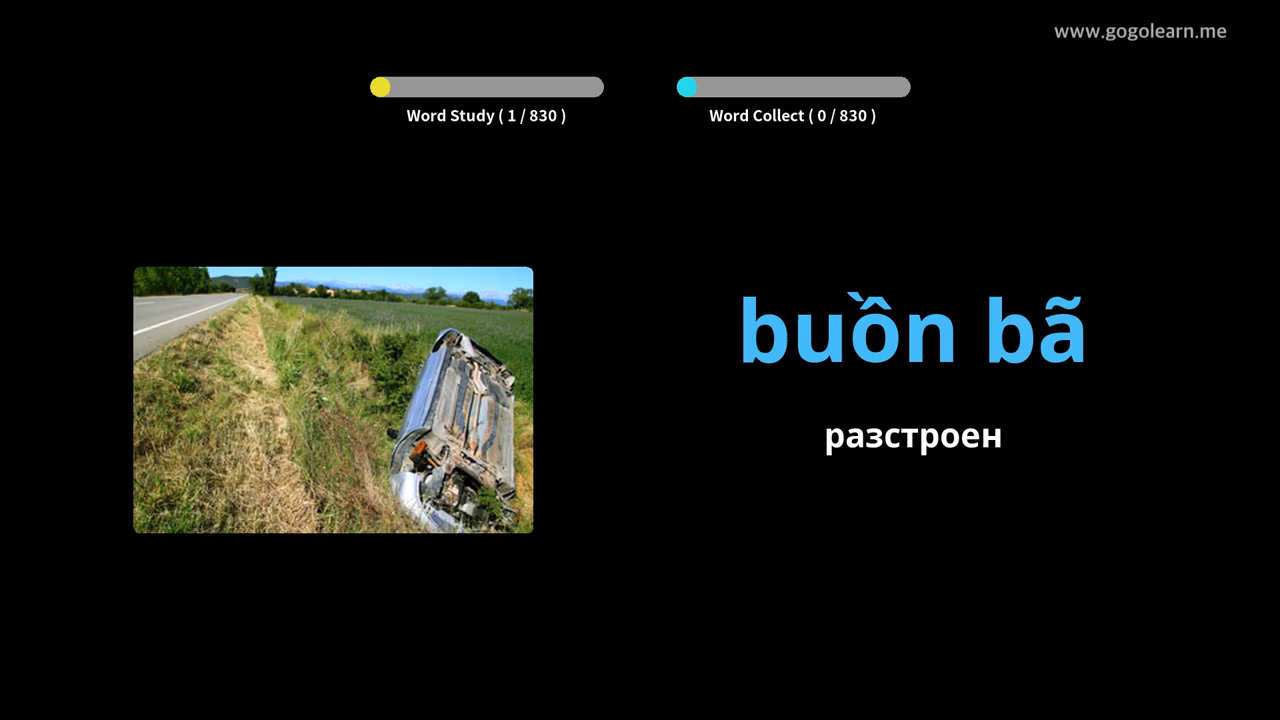 www.gogolearn.me
Word Study ( 1 / 830 )
Word Collect ( 0 / 830 )
buồn bã
разстроен